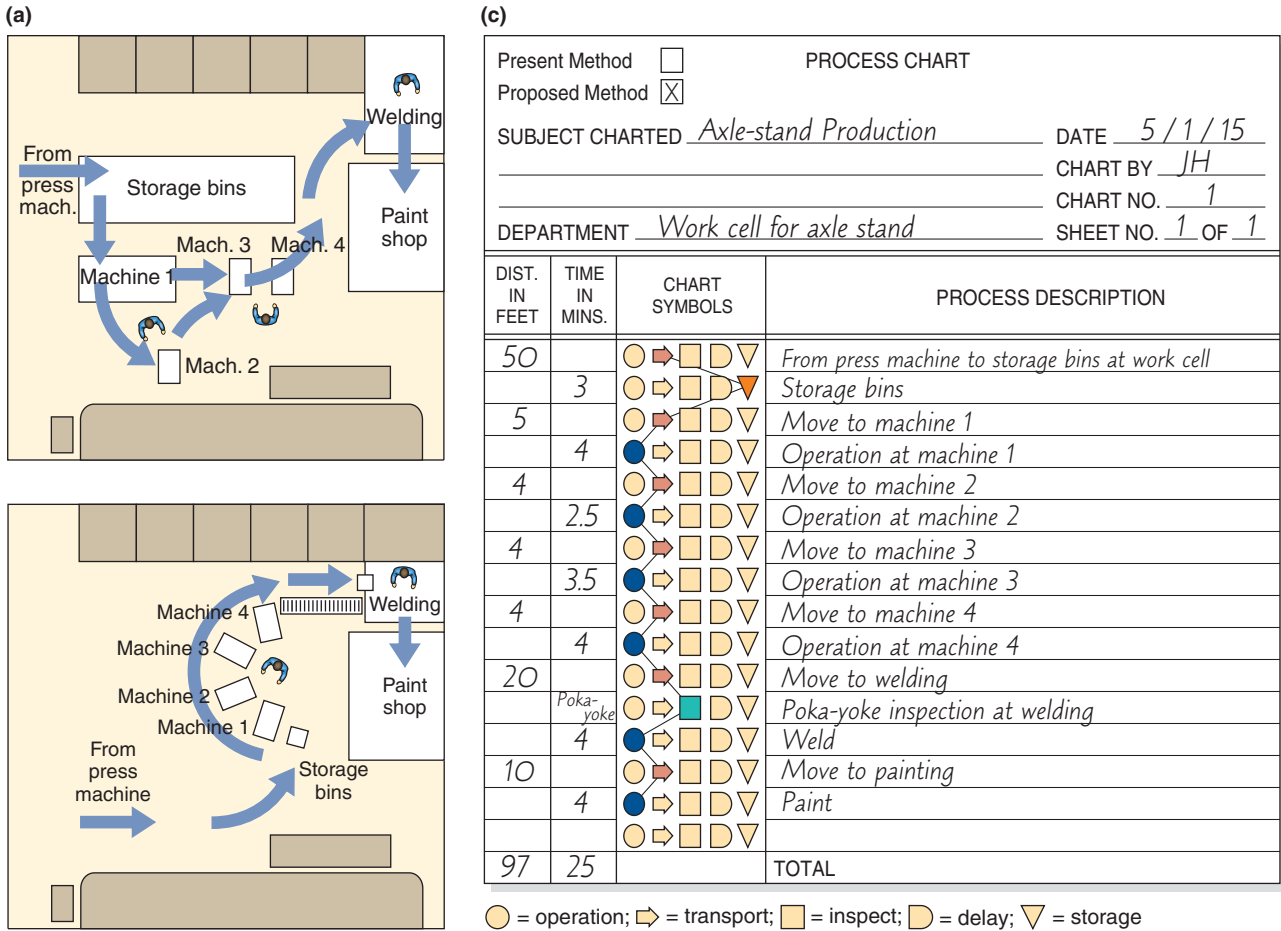 (a)
From
press
mach.
Storage bins
Welding
Paint
shop
Mach. 3
Mach. 4
Machine 1
Mach. 2
Machine 4
Machine 3
Machine 2
Machine 1
Welding
Paint
shop
From
press
machine
Storage
bins
(c)
Present Method PROCESS CHART
Proposed Method X
SUBJECT CHARTED Axle-stand Production DATE 5 / 1 / 15
CHART BY JH
CHART NO. 1
DEPARTMENT Work cell for axle stand SHEET NO. 1 OF 1
DIST.
IN
FEET
TIME
IN
MINS.
CHART
SYMBOLS
PROCESS DESCRIPTION
50 From press machine to storage bins at work cell
3 Storage bins
5 Move to machine 1
4 Operation at machine 1
4 Move to machine 2
2.5 Operation at machine 2
4 Move to machine 3
3.5 Operation at machine 3
4 Move to machine 4
4 Operation at machine 4
20 Move to welding
Poka-
yoke Poka-yoke inspection at welding
4 Weld
10 Move to painting
4 Paint
97 25 TOTAL
= operation; = transport; = inspect; = delay; = storage